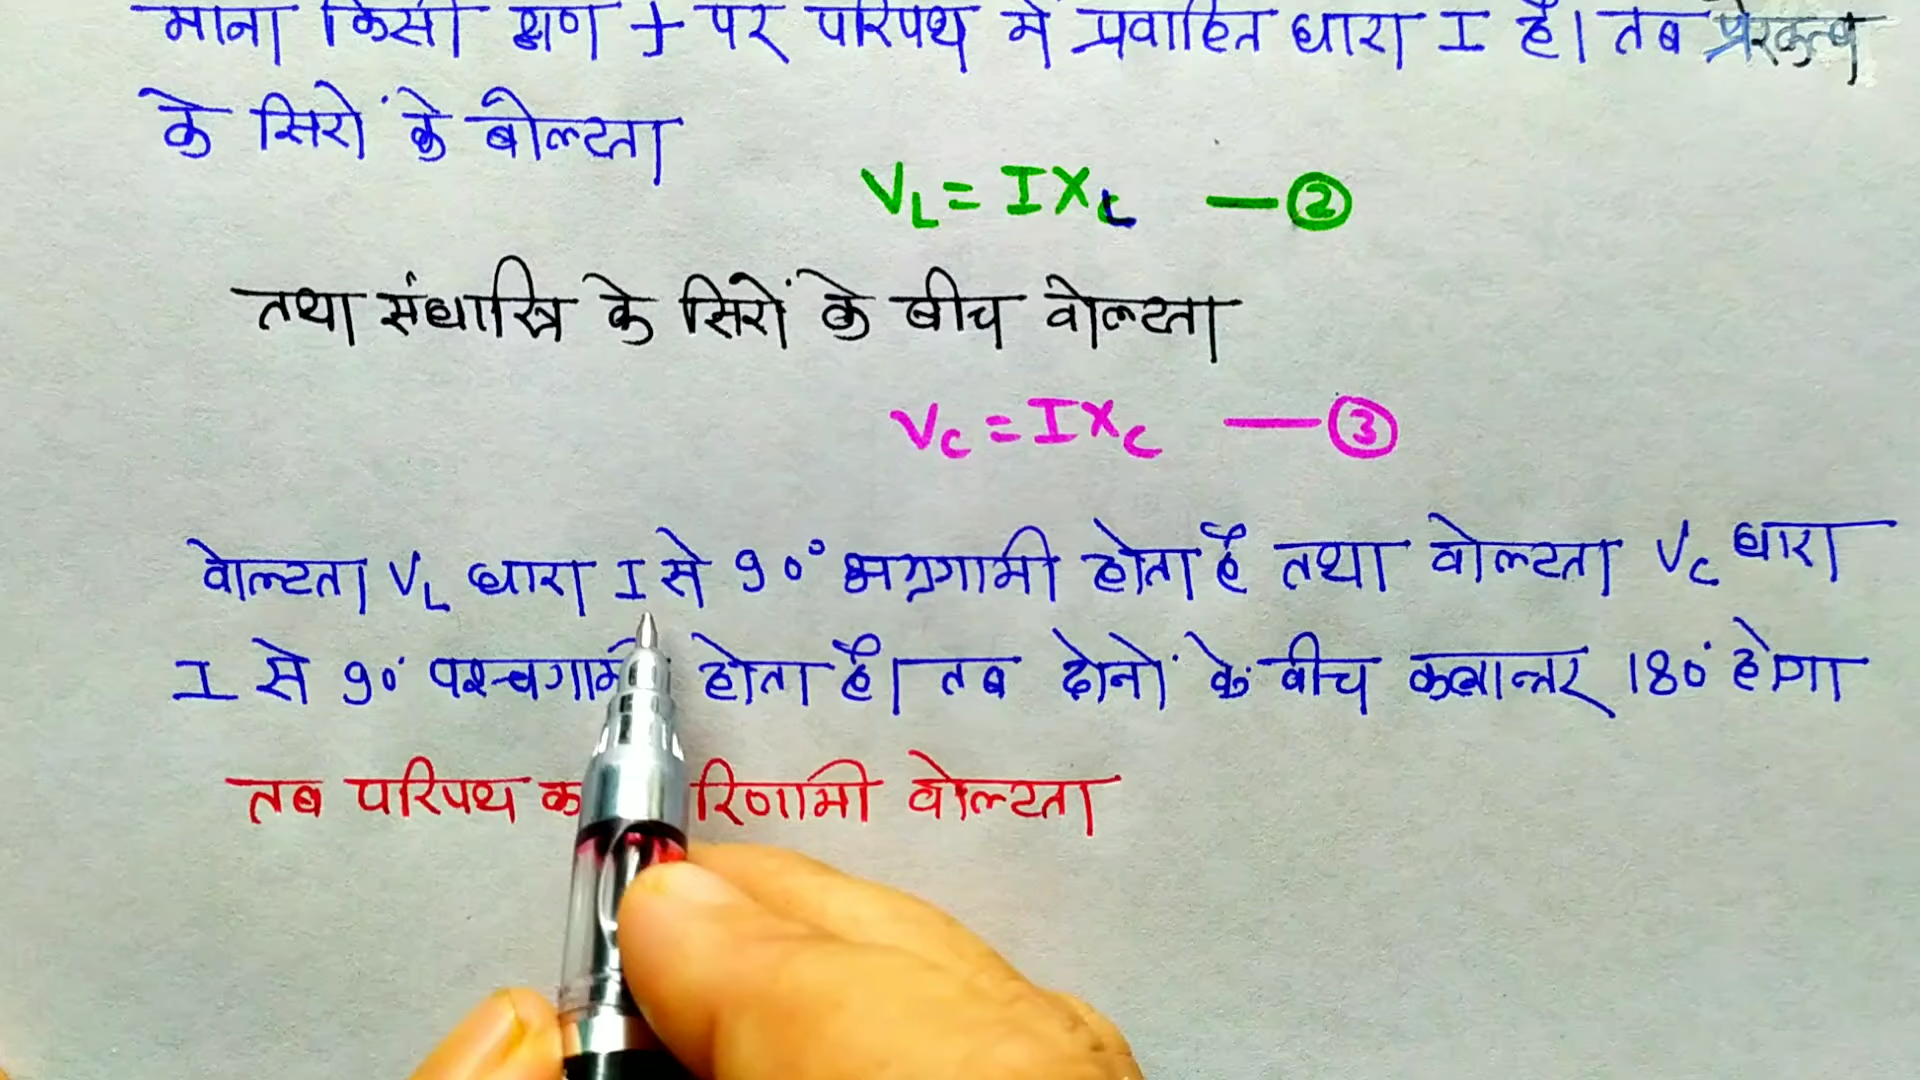 माना किसी क्षण t पर परिपथ में प्रवाहित धारा I है। तब प्रेरकत्व
के सिरों के बोल्टता
VL = IXL — ②
तथा संधारित्र के सिरों के बीच वोल्टता
VC = IXC — ③
वोल्टता VL धारा I से 90° अग्रगामी होता है तथा वोल्टता VC धारा
I से 90° पश्चगामी होता है। तब दोनों के बीच कलान्तर 180° होगा
तब परिपथ वोल्टता